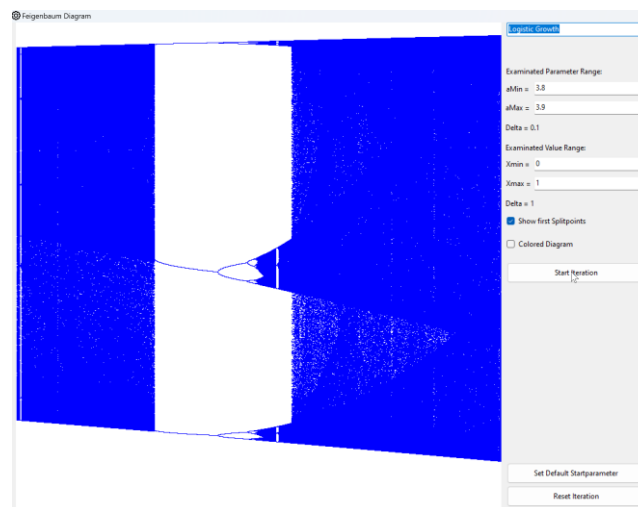 Feigenbaum Diagram
Logistic Growth
Examinated Parameter Range:
aMin = 3.8
aMax = 3.9
Delta = 0.1
Examinated Value Range:
Xmin = 0
Xmax = 1
Delta = 1
Show first Splitpoints
Colored Diagram
Start Iteration
Set Default Startparameter
Reset Iteration